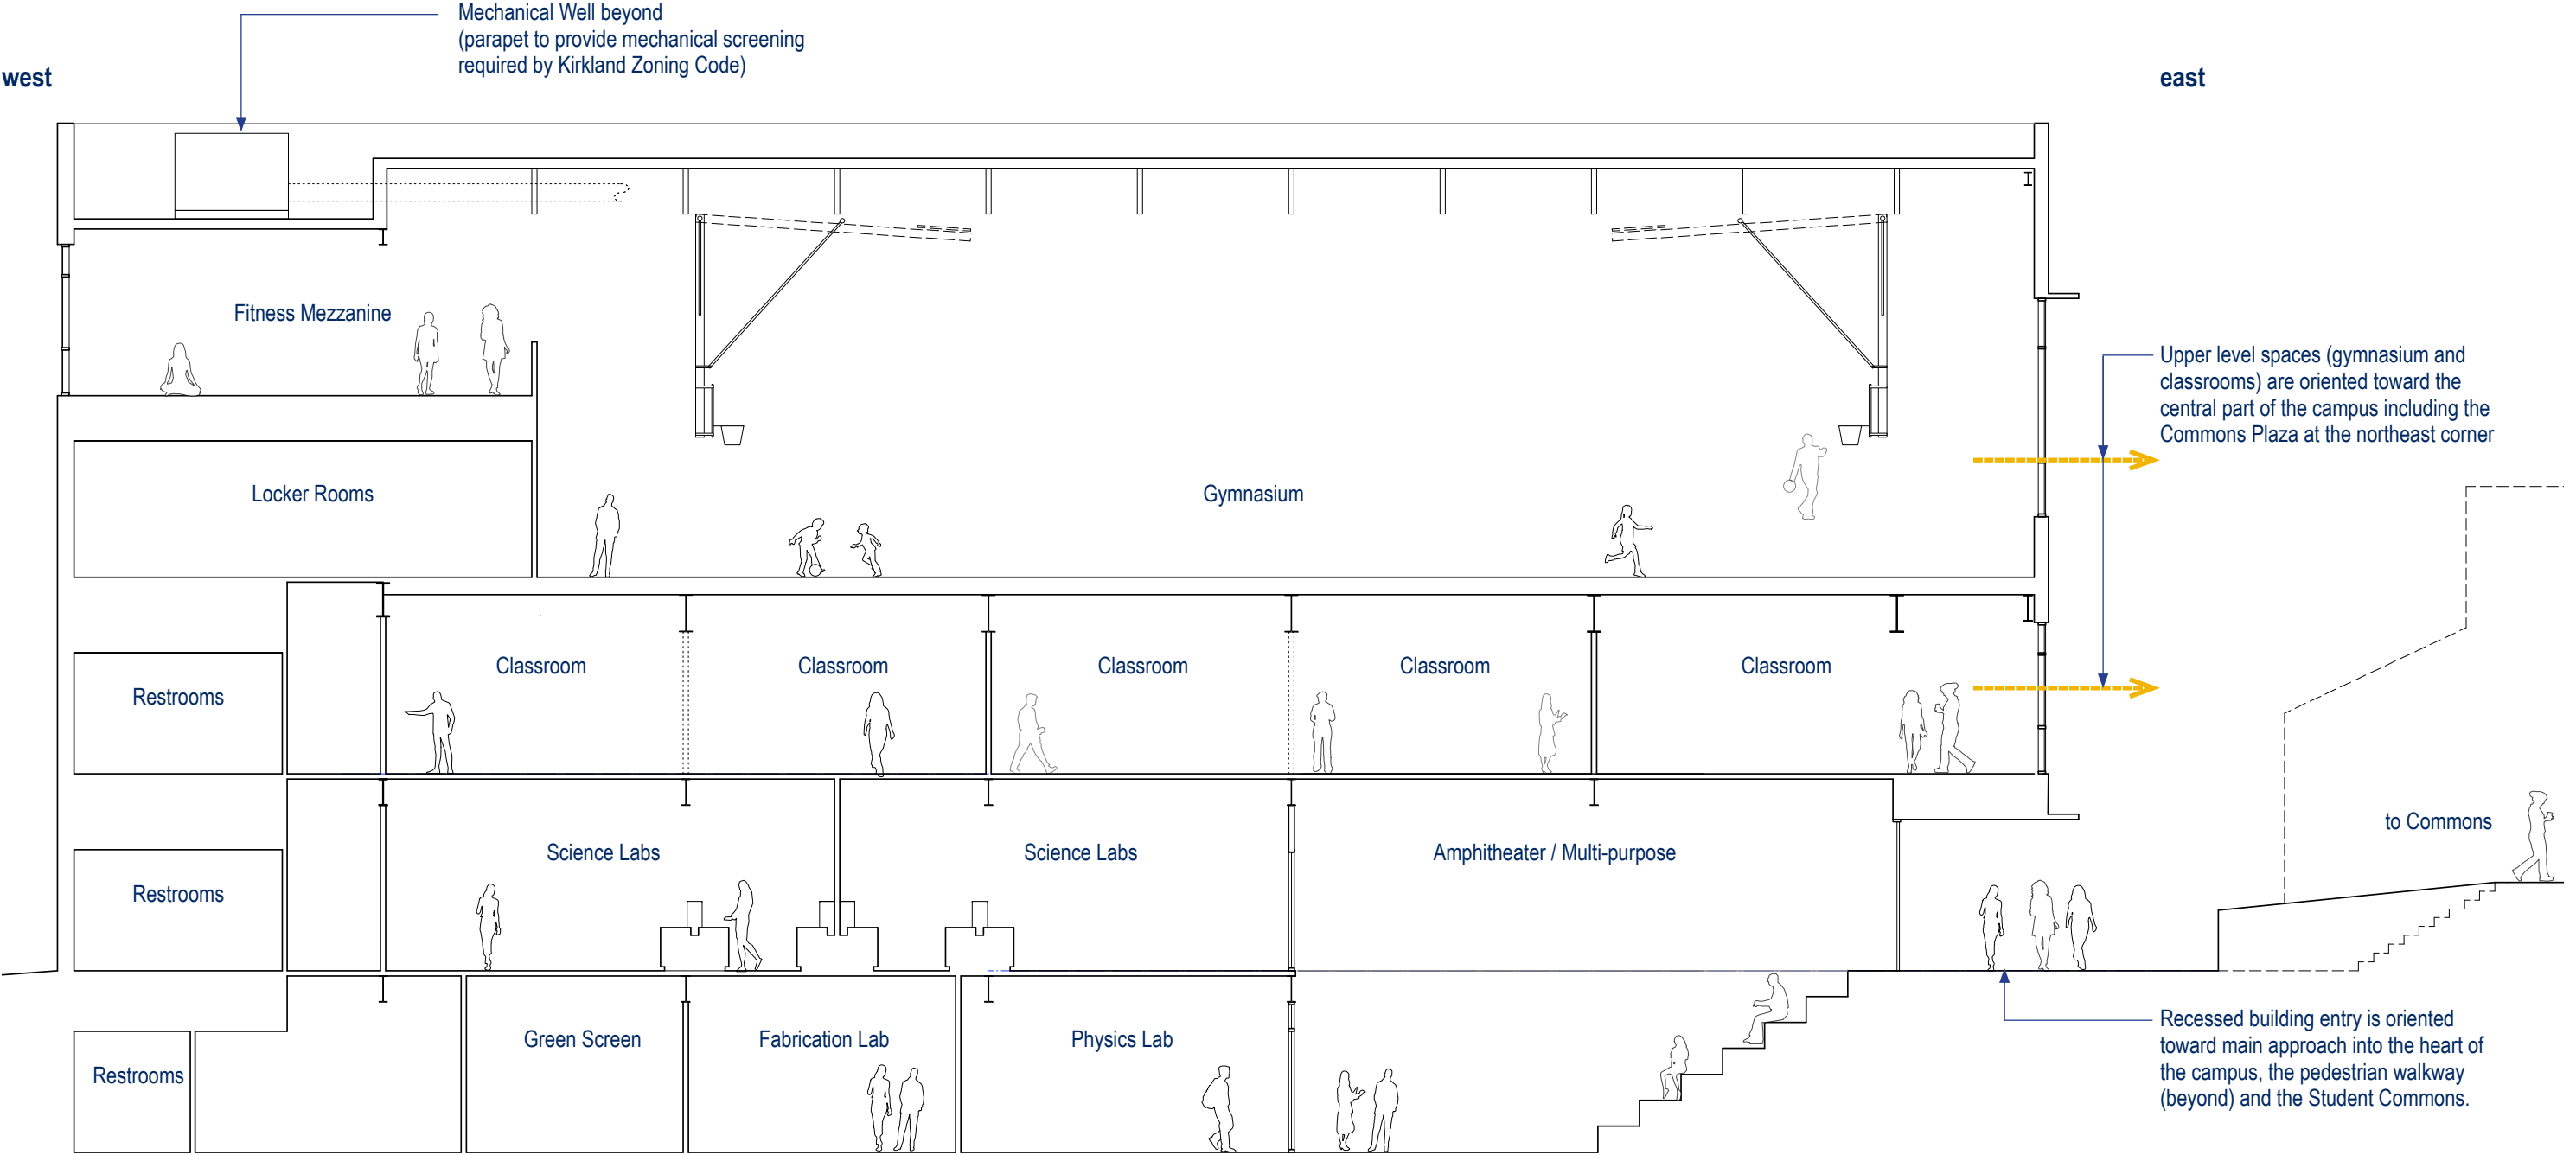 Mechanical Well beyond
(parapet to provide mechanical screening
required by Kirkland Zoning Code)
west
east
Fitness Mezzanine
Upper level spaces (gymnasium and
classrooms) are oriented toward the
central part of the campus including the
Commons Plaza at the northeast corner
Locker Rooms
Gymnasium
Classroom
Classroom
Classroom
Classroom
Classroom
Restrooms
to Commons
Science Labs
Science Labs
Amphitheater / Multi-purpose
Restrooms
Green Screen
Fabrication Lab
Physics Lab
Restrooms
Recessed building entry is oriented
toward main approach into the heart of
the campus, the pedestrian walkway
(beyond) and the Student Commons.